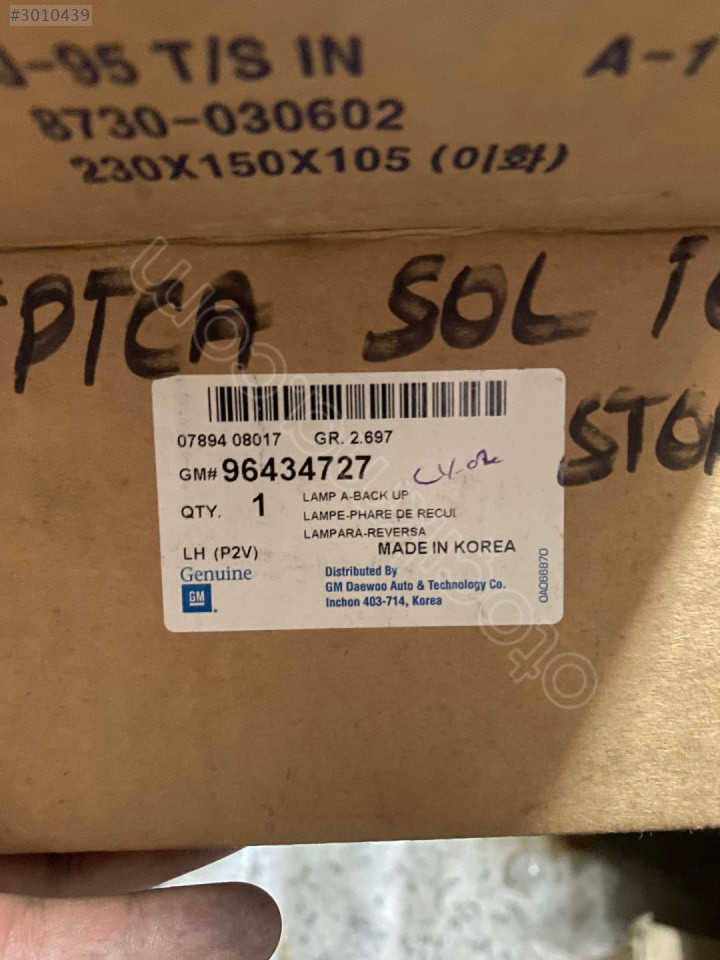 #3010439
-95 T/S IN
A-1
8730-030602
230X150X105 (이화)
SOL
07894 08017 GR. 2.697
GM# 96434727
QTY. 1
LAMP A-BACK UP
LAMPE-PHARE DE RECUL
LAMPARA-REVERSA
LH (P2V)
MADE IN KOREA
Genuine
GM
Distributed By
GM Daewoo Auto & Technology Co.
Inchon 403-714, Korea
0A066870